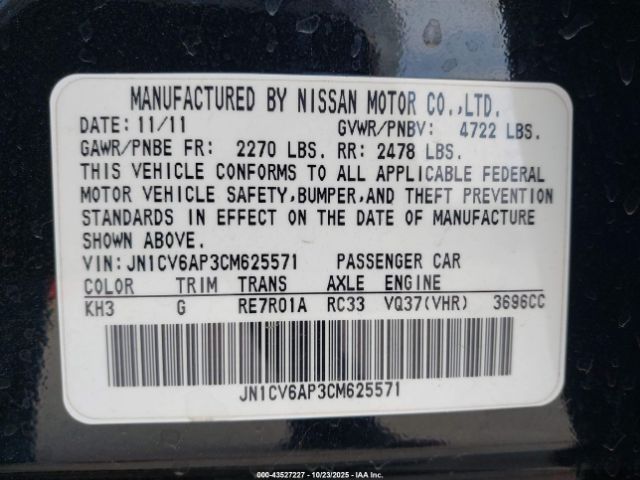 MANUFACTURED BY NISSAN MOTOR CO.,LTD.
DATE: 11/11 GVWR/PNBV: 4722 LBS.
GAWR/PNBE FR: 2270 LBS. RR: 2478 LBS.
THIS VEHICLE CONFORMS TO ALL APPLICABLE FEDERAL
MOTOR VEHICLE SAFETY,BUMPER,AND THEFT PREVENTION
STANDARDS IN EFFECT ON THE DATE OF MANUFACTURE
SHOWN ABOVE.
VIN:JN1CV6AP3CM625571 PASSENGER CAR
COLOR TRIM TRANS AXLE ENGINE
KH3 G RE7R01A RC33 VQ37(VHR) 3696CC
JN1CV6AP3CM625571
000-43527227 - 10/23/2025 - IAA Inc.